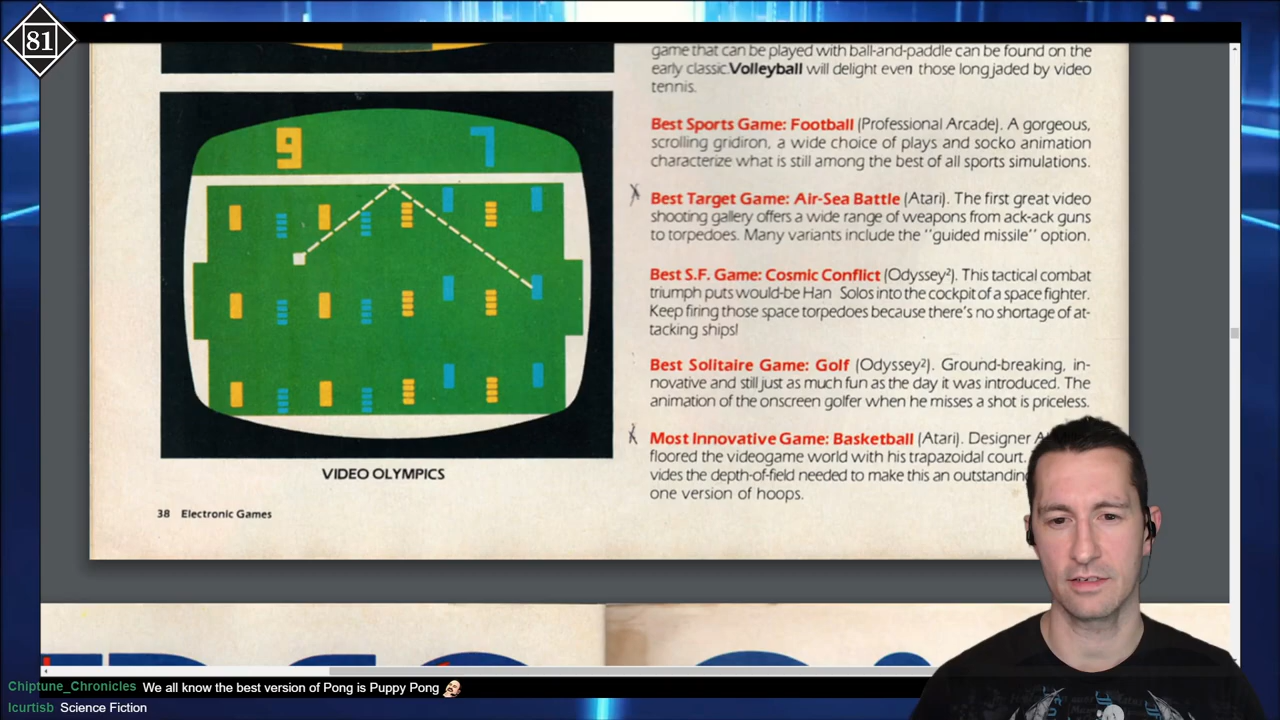 81
9 7
game that can be played with ball-and-paddle can be found on the
early classic.Volleyball will delight even those long jaded by video
tennis.
Best Sports Game: Football (Professional Arcade). A gorgeous,
scrolling gridiron, a wide choice of plays and socko animation
characterize what is still among the best of all sports simulations.
Best Target Game: Air-Sea Battle (Atari). The first great video
shooting gallery offers a wide range of weapons from ack-ack guns
to torpedoes. Many variants include the "guided missile" option.
Best S.F. Game: Cosmic Conflict (Odyssey²). This tactical combat
triumph puts would-be Han Solos into the cockpit of a space fighter.
Keep firing those space torpedoes because there's no shortage of at-
tacking ships!
Best Solitaire Game: Golf (Odyssey²). Ground-breaking, in-
novative and still just as much fun as the day it was introduced. The
animation of the onscreen golfer when he misses a shot is priceless.
Most Innovative Game: Basketball (Atari). Designer
floored the videogame world with his trapazoidal court.
vides the depth-of-field needed to make this an outstanding
one version of hoops.
VIDEO OLYMPICS
38 Electronic Games
Chiptune_Chronicles We all know the best version of Pong is Puppy Pong
Icurtisb Science Fiction